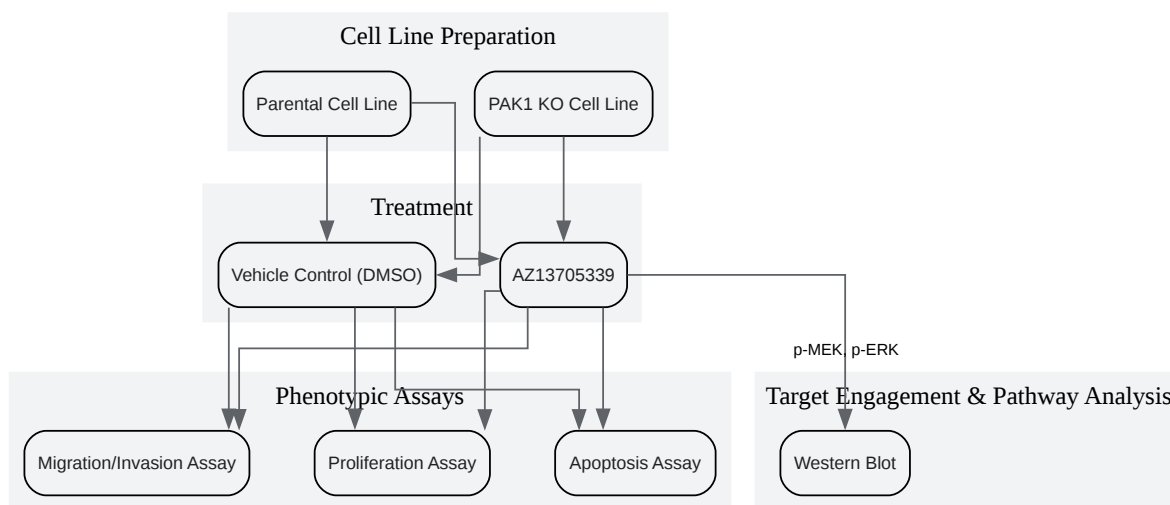 Cell Line Preparation
Parental Cell Line
PAK1 KO Cell Line
Treatment
Vehicle Control (DMSO)
AZ13705339
p-MEK, p-ERK
Phenotypic Assays
Target Engagement & Pathway Analysis
Migration/Invasion Assay
Proliferation Assay
Apoptosis Assay
Western Blot